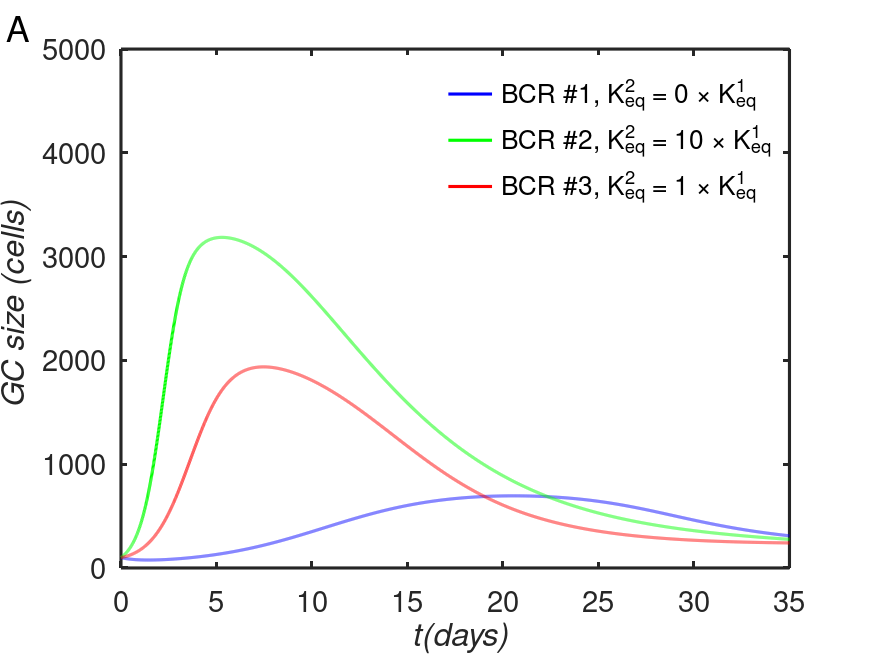 A
5000
4000
3000
2000
1000
0
GC size (cells)
BCR #1, K²eq = 0 × K¹eq
BCR #2, K²eq = 10 × K¹eq
BCR #3, K²eq = 1 × K¹eq
0 5 10 15 20 25 30 35
t(days)